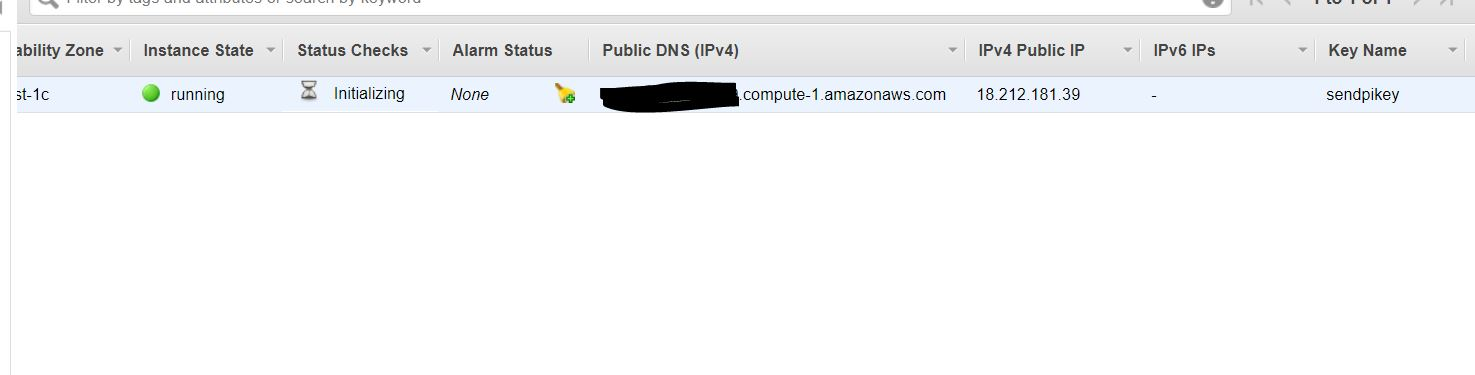 Filter by tags and attributes or search by keyword
1 to 1 of 1
ability Zone Instance State Status Checks Alarm Status Public DNS (IPv4) IPv4 Public IP IPv6 IPs Key Name
st-1c running Initializing None .compute-1.amazonaws.com 18.212.181.39 - sendpikey